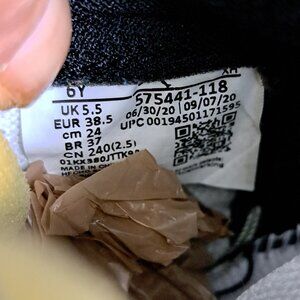 6Y
UK 5.5
EUR 38.5
cm 24
BR 37
CN 240(2.5)
575441-118
06/30/20 | 09/07/20
UPC 00194501171595
MADE IN